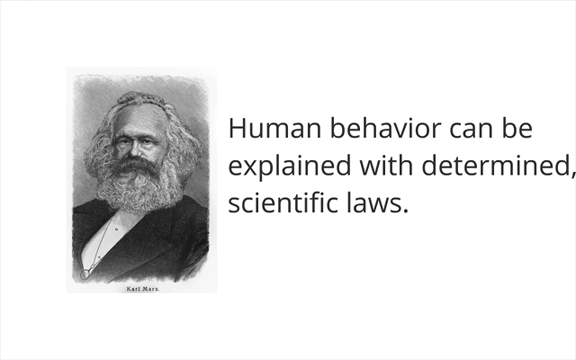 Human behavior can be
explained with determined,
scientific laws.
Karl Marx.